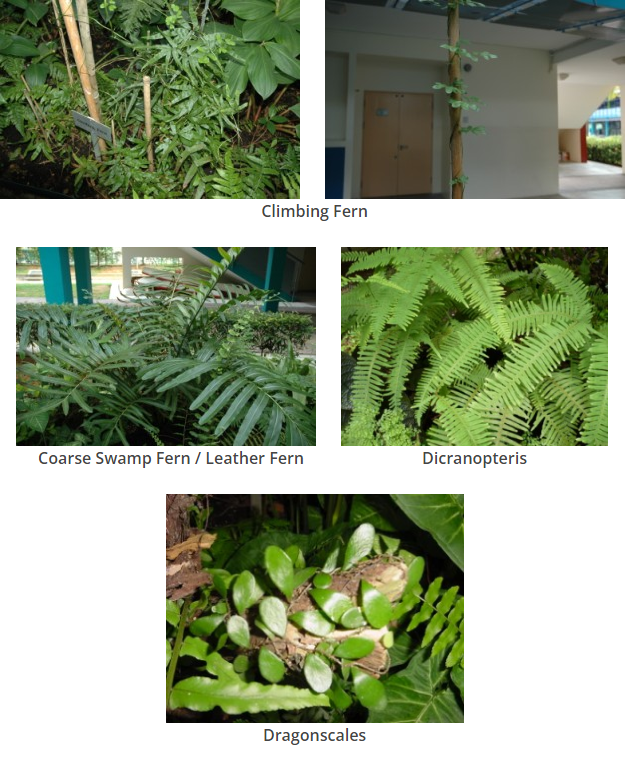 Climbing Fern
Coarse Swamp Fern / Leather Fern
Dicranopteris
Dragonscales